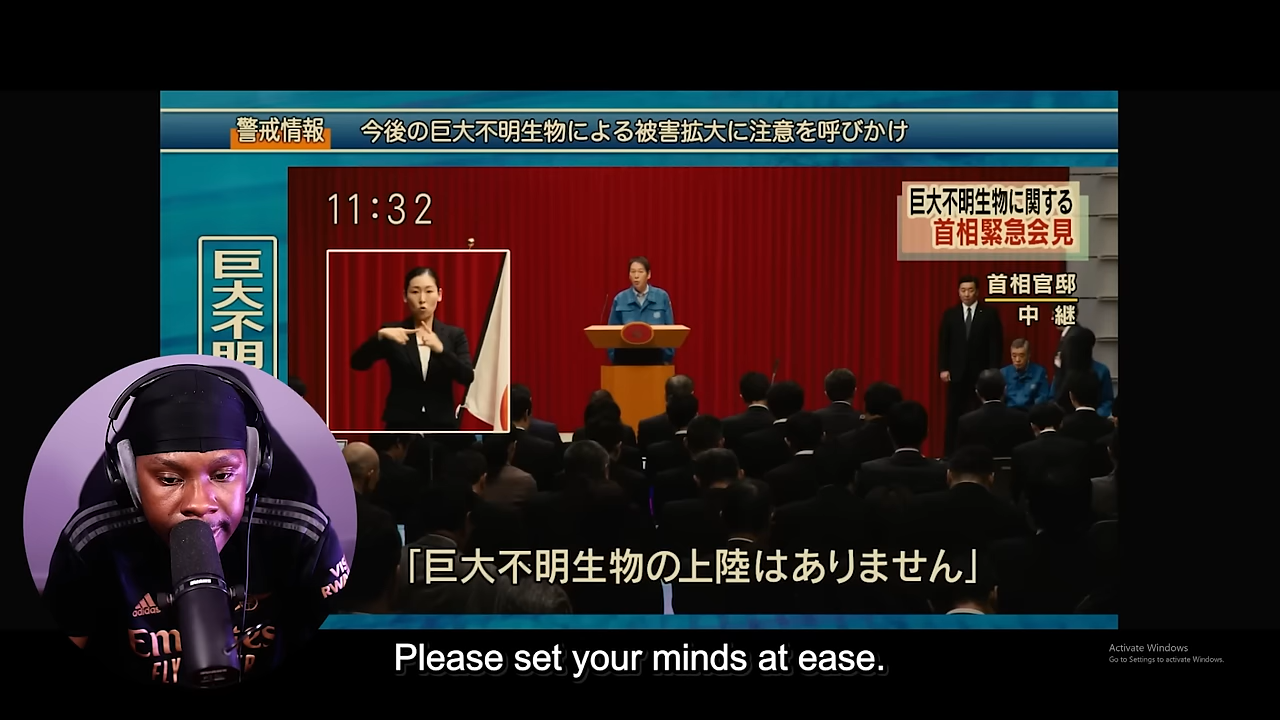 警戒情報 今後の巨大不明生物による被害拡大に注意を呼びかけ
11:32
巨大不明生物に関する
首相緊急会見
首相官邸
中継
巨大不明
「巨大不明生物の上陸はありません」
Please set your minds at ease.
adidas
FLY
VIS
RWA
Activate Windows
Go to Settings to activate Windows.